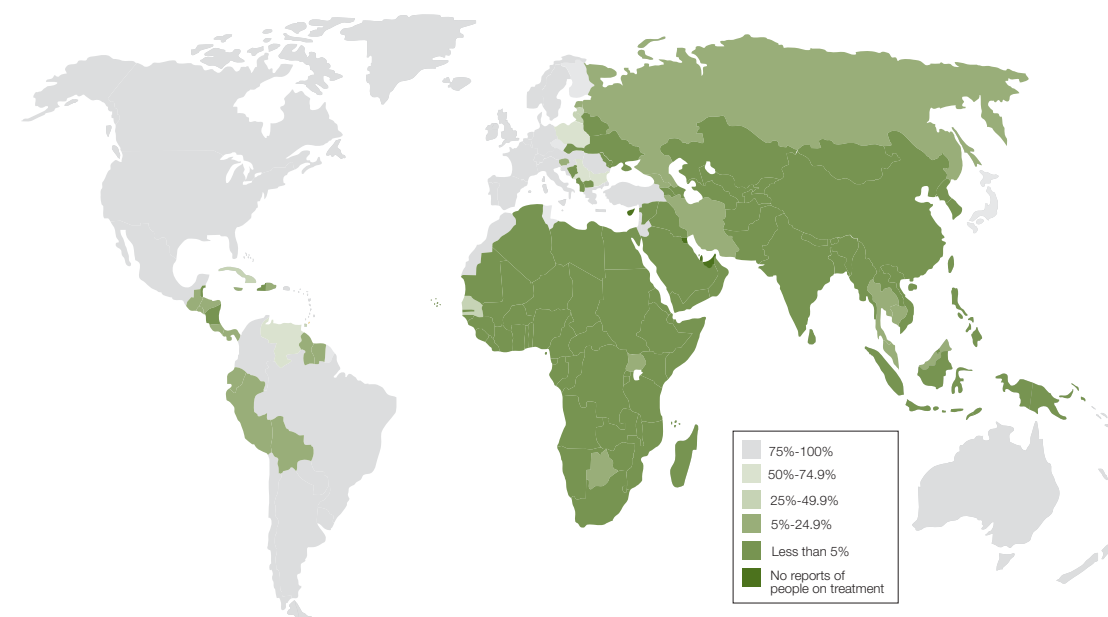 75%-100%
50%-74.9%
25%-49.9%
5%-24.9%
Less than 5%
No reports of
people on treatment